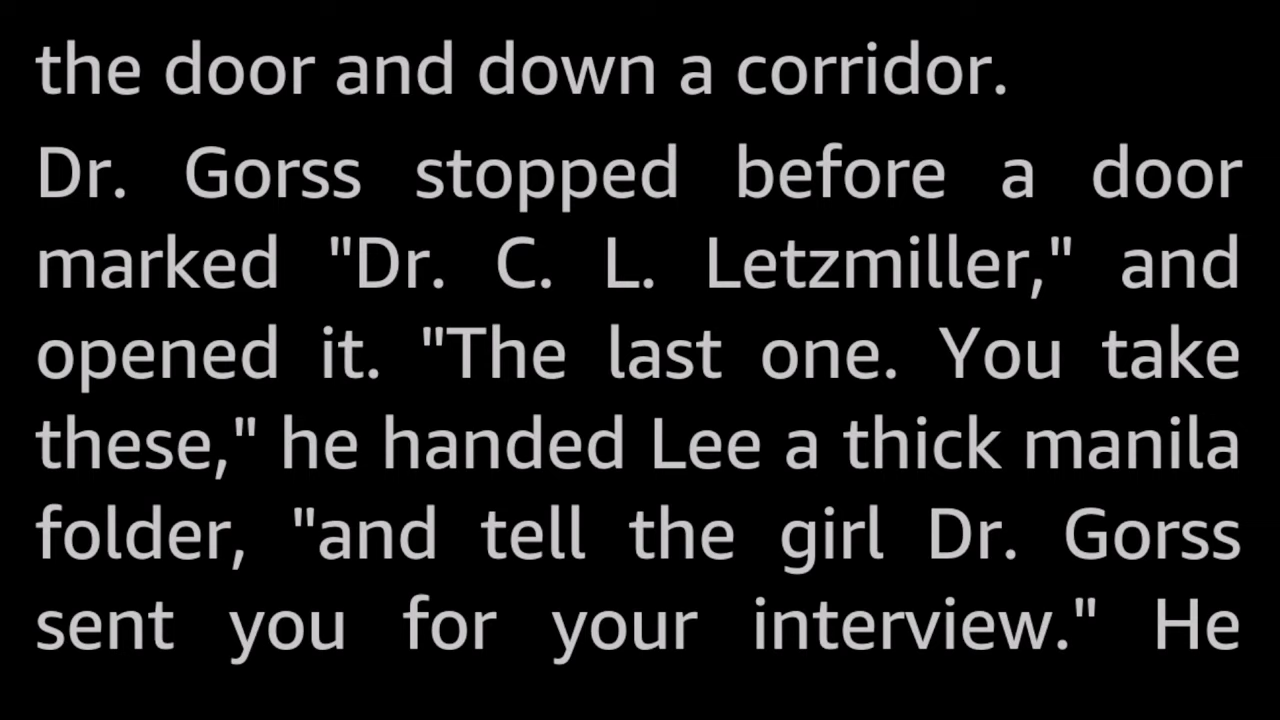 the door and down a corridor.
Dr. Gorss stopped before a door
marked "Dr. C. L. Letzmiller," and
opened it. "The last one. You take
these," he handed Lee a thick manila
folder, "and tell the girl Dr. Gorss
sent you for your interview." He